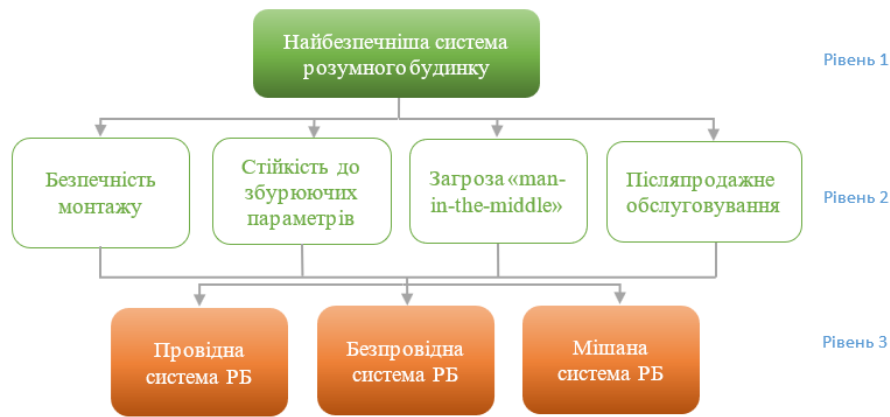 Найбезпечніша система
розумного будинку
Рівень 1
Безпечність
монтажу
Стійкість до
збурюючих
параметрів
Загроза «man-
in-the-middle»
Післяпродажне
обслуговування
Рівень 2
Провідна
система РБ
Безпровідна
система РБ
Мішана
система РБ
Рівень 3